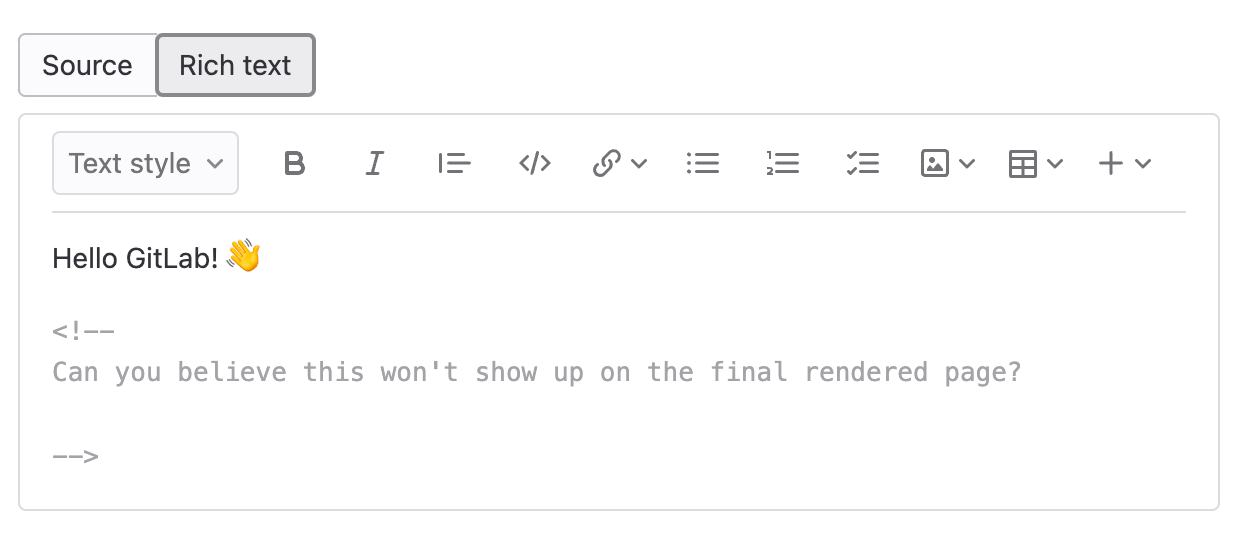 Source Rich text
Text style
Hello GitLab! 👋
<!--
Can you believe this won't show up on the final rendered page?
-->